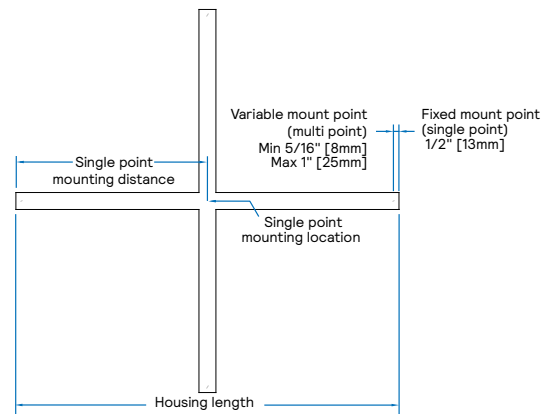 Variable mount point
(multi point)
Min 5/16" [8mm]
Max 1" [25mm]
Fixed mount point
(single point)
1/2" [13mm]
Single point
mounting distance
Single point
mounting location
Housing length